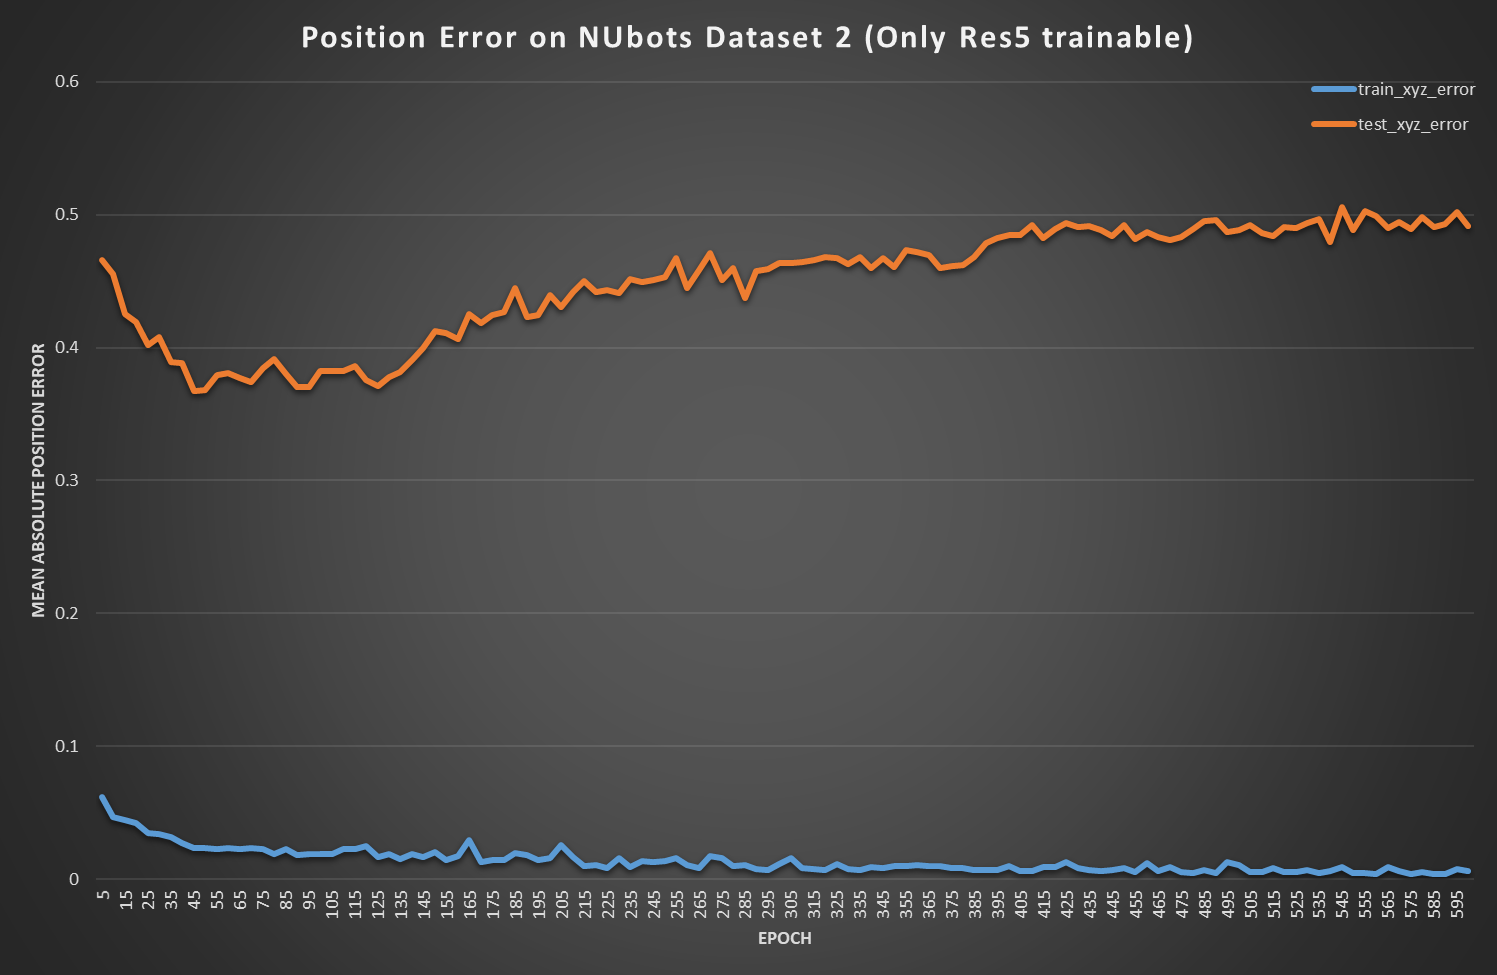 Position Error on NUbots Dataset 2 (Only Res5 trainable)
train_xyz_error
test_xyz_error
0.6
0.5
0.4
0.3
0.2
0.1
0
MEAN ABSOLUTE POSITION ERROR
5 15 25 35 45 55 65 75 85 95 105 115 125 135 145 155 165 175 185 195 205 215 225 235 245 255 265 275 285 295 305 315 325 335 345 355 365 375 385 395 405 415 425 435 445 455 465 475 485 495 505 515 525 535 545 555 565 575 585 595
EPOCH